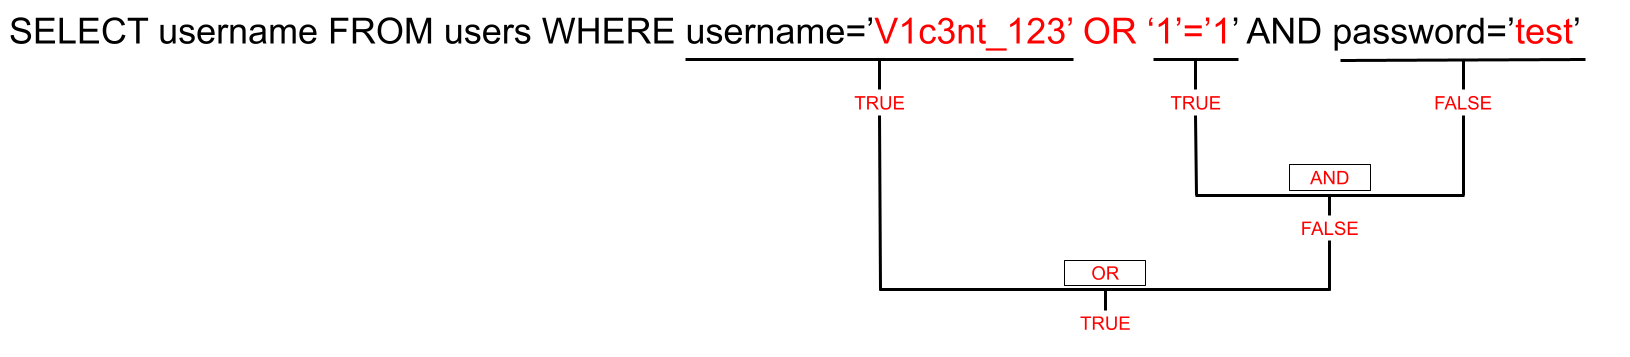 SELECT username FROM users WHERE username=’V1c3nt_123’ OR ‘1’=’1’ AND password=’test’
TRUE TRUE FALSE
AND
FALSE
OR
TRUE